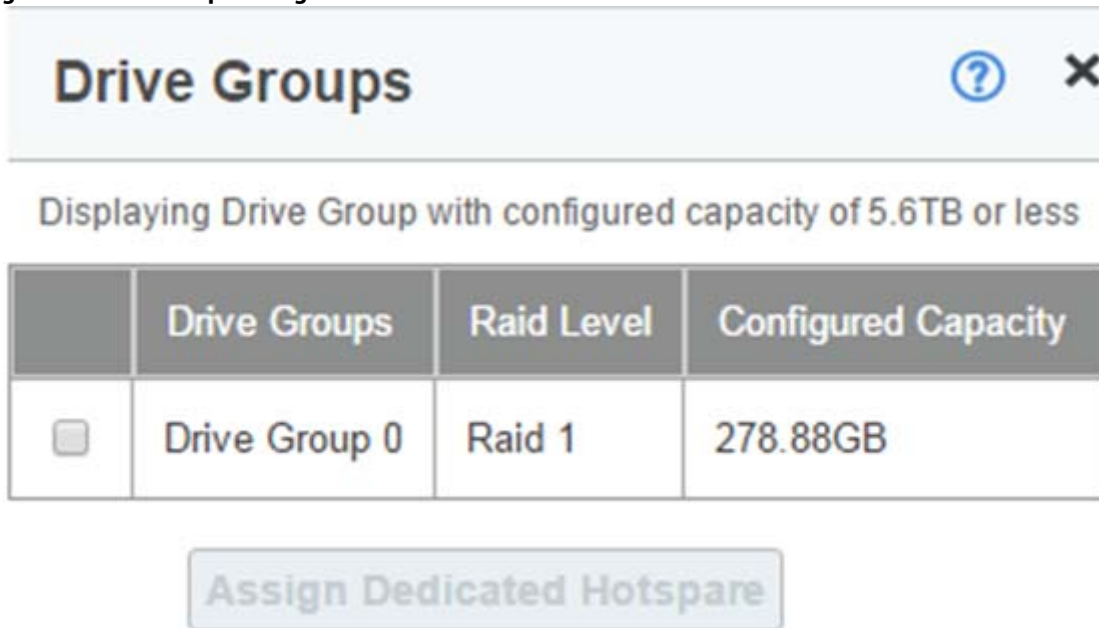 Drive Groups
Displaying Drive Group with configured capacity of 5.6TB or less
Drive Groups Raid Level Configured Capacity
Drive Group 0 Raid 1 278.88GB
Assign Dedicated Hotspare